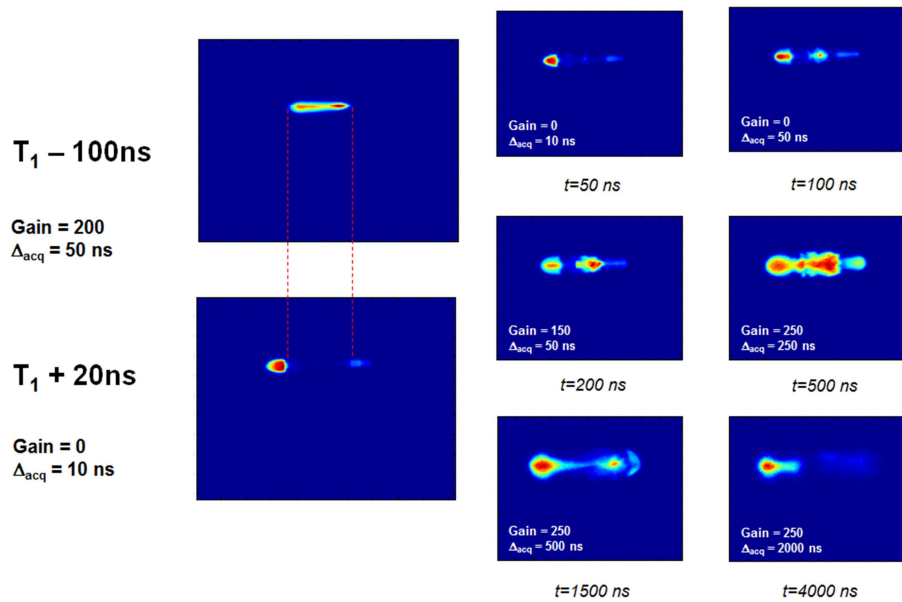 T₁ – 100ns
Gain = 200
Δacq = 50 ns
T₁ + 20ns
Gain = 0
Δacq = 10 ns
Gain = 0
Δacq = 10 ns
t=50 ns
Gain = 0
Δacq = 50 ns
t=100 ns
Gain = 150
Δacq = 50 ns
t=200 ns
Gain = 250
Δacq = 250 ns
t=500 ns
Gain = 250
Δacq = 500 ns
t=1500 ns
Gain = 250
Δacq = 2000 ns
t=4000 ns